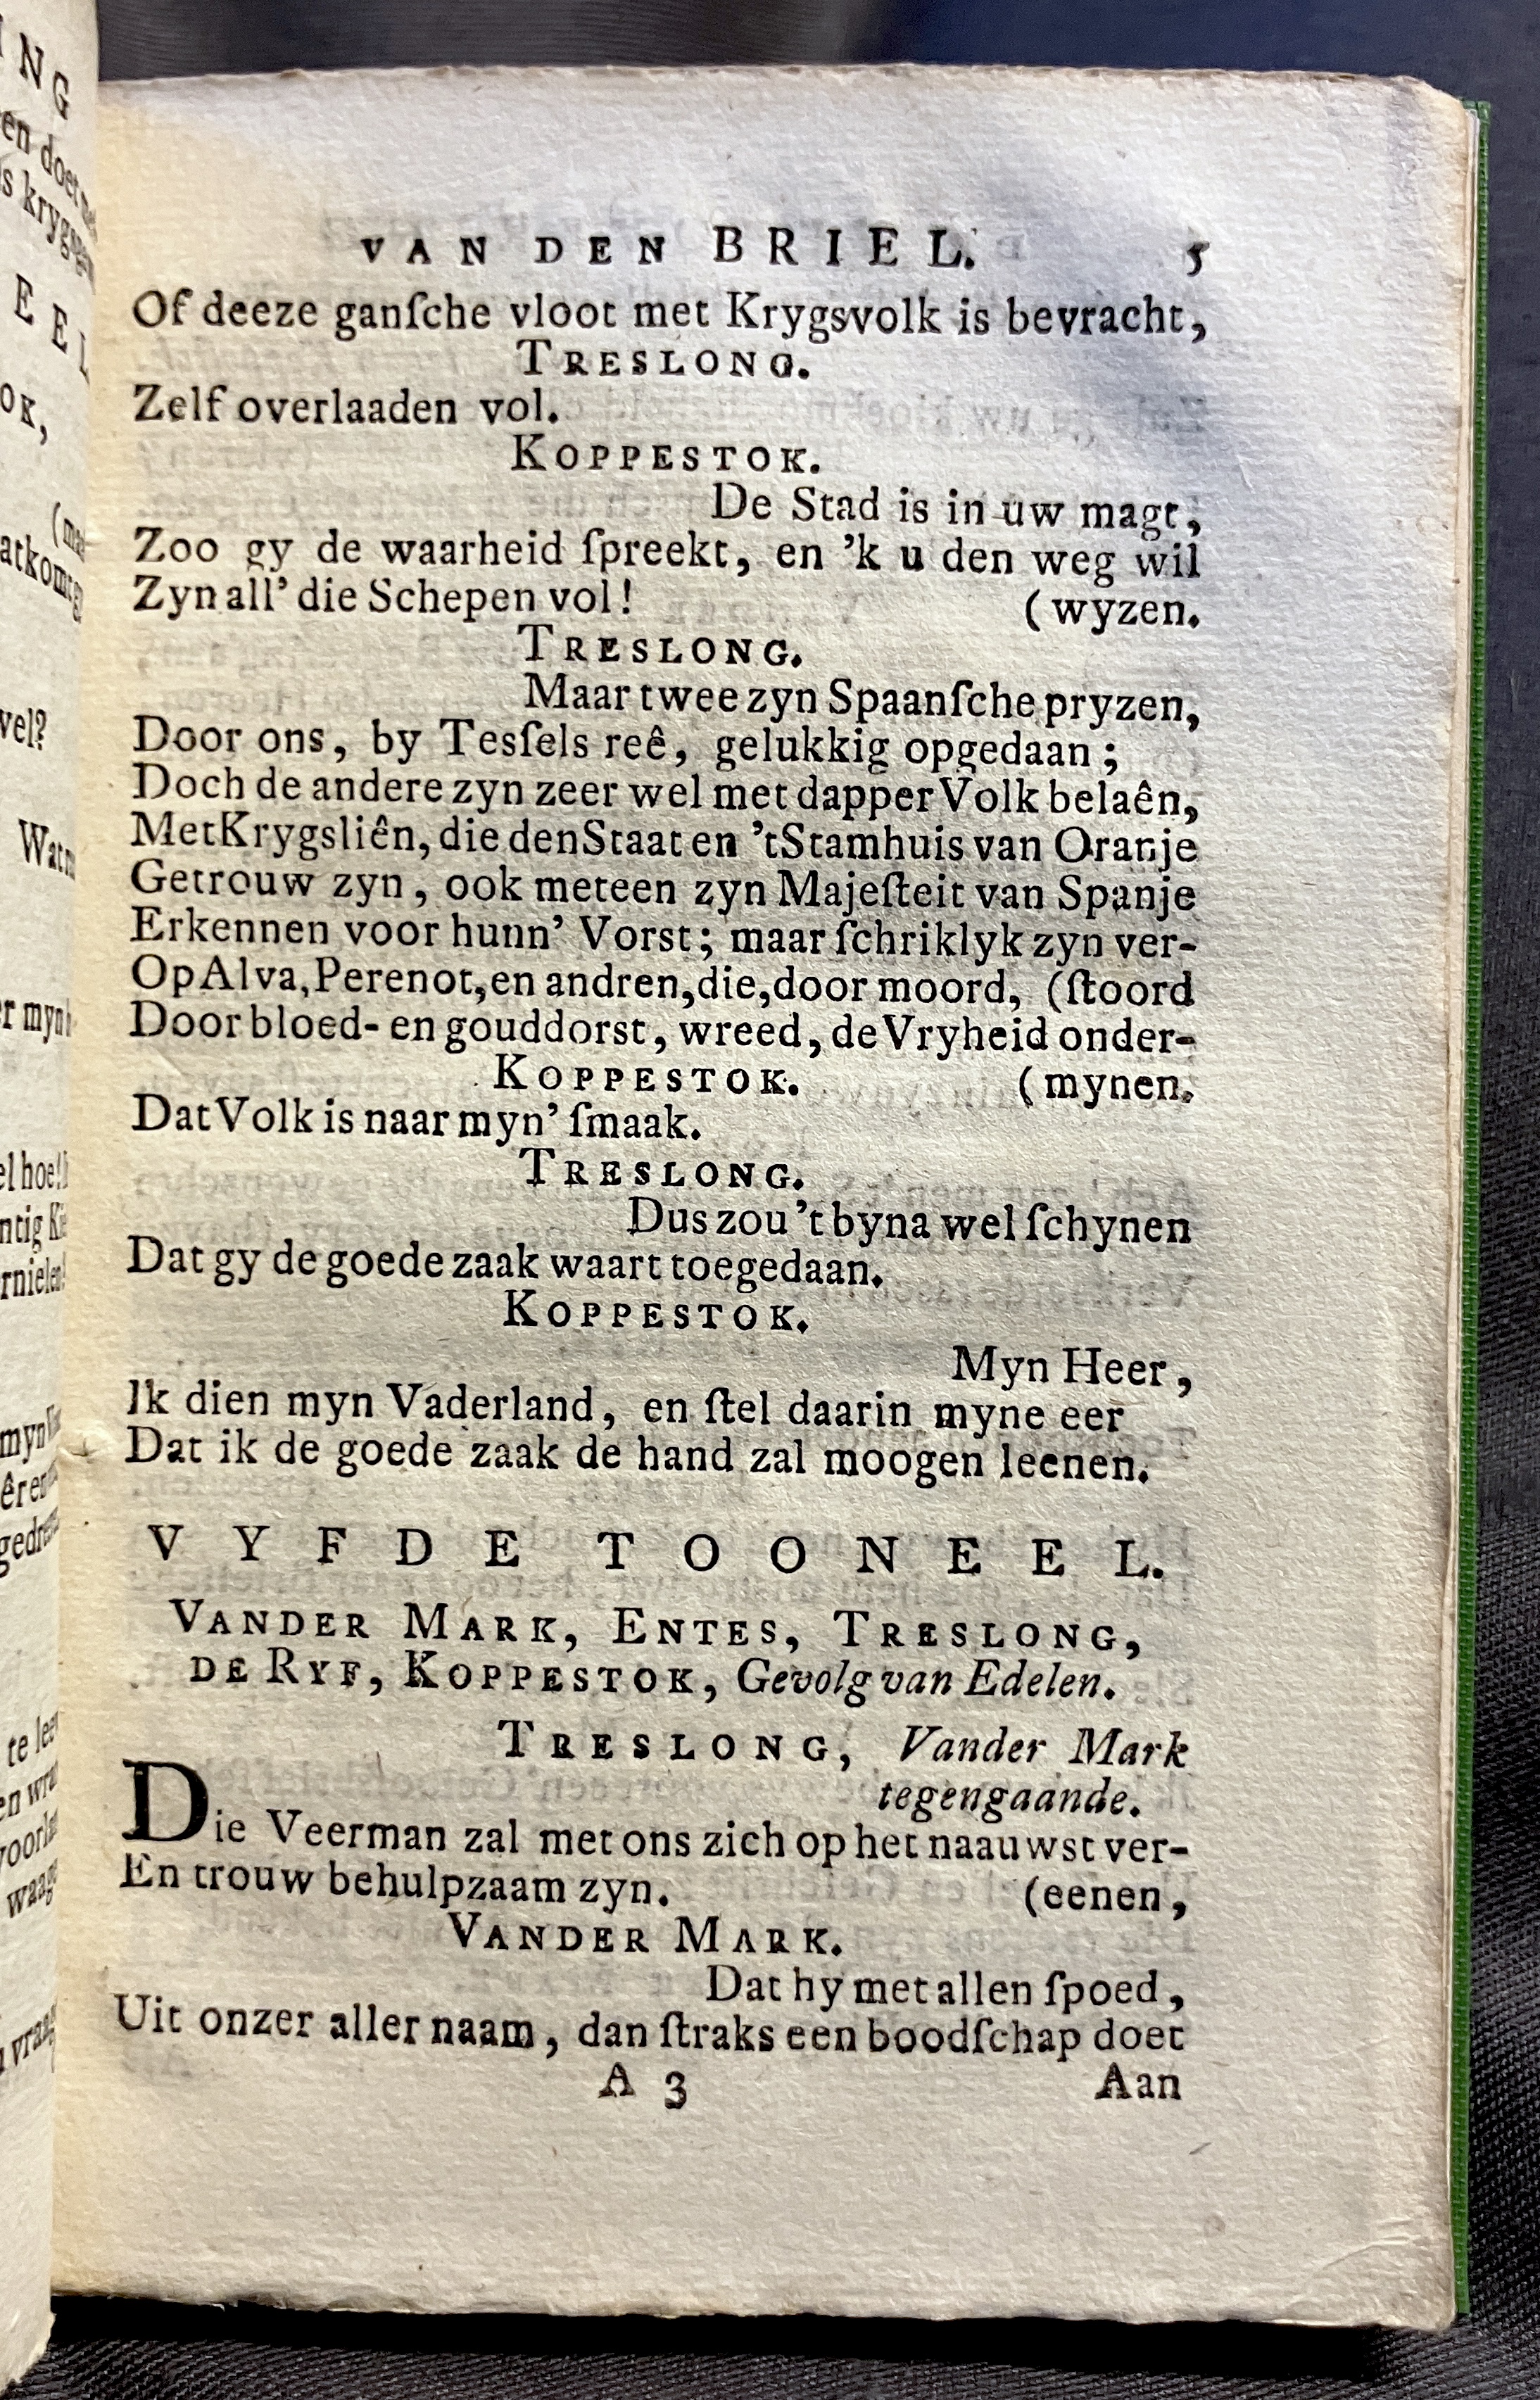 VAN DEN BRIEL. 5
Of deeze ganſche vloot met Krygsvolk is bevracht,
TRESLONG.
Zelf overlaaden vol.
KOPPESTOK.
De Stad is in uw magt,
Zoo gy de waarheid ſpreekt, en ’k u den weg wil
Zyn all’ die Schepen vol! (wyzen.
TRESLONG.
Maar twee zyn Spaanſche pryzen,
Door ons, by Tesſels reê, gelukkig opgedaan;
Doch de andere zyn zeer wel met dapper Volk belaên,
Met Krygsliên, die den Staat en ’t Stamhuis van Oranje
Getrouw zyn, ook meteen zyn Majeſteit van Spanje
Erkennen voor hunn’ Vorst; maar ſchriklyk zyn ver-
Op Alva, Perenot, en andren, die, door moord, (ſtoord
Door bloed- en gouddorst, wreed, de Vryheid onder-
KOPPESTOK. (mynen.
Dat Volk is naar myn’ ſmaak.
TRESLONG.
Dus zou ’t byna wel ſchynen
Dat gy de goede zaak waart toegedaan.
KOPPESTOK.
Myn Heer,
Ik dien myn Vaderland, en ſtel daarin myne eer
Dat ik de goede zaak de hand zal moogen leenen.
VYFDE TOONEEL.
VANDER MARK, ENTES, TRESLONG,
DE RYF, KOPPESTOK, Gevolg van Edelen.
TRESLONG, Vander Mark
tegengaande.
Die Veerman zal met ons zich op het naauwst ver-
En trouw behulpzaam zyn. (eenen,
VANDER MARK.
Dat hy met allen ſpoed,
Uit onzer aller naam, dan ſtraks een boodſchap doet
A 3 Aan